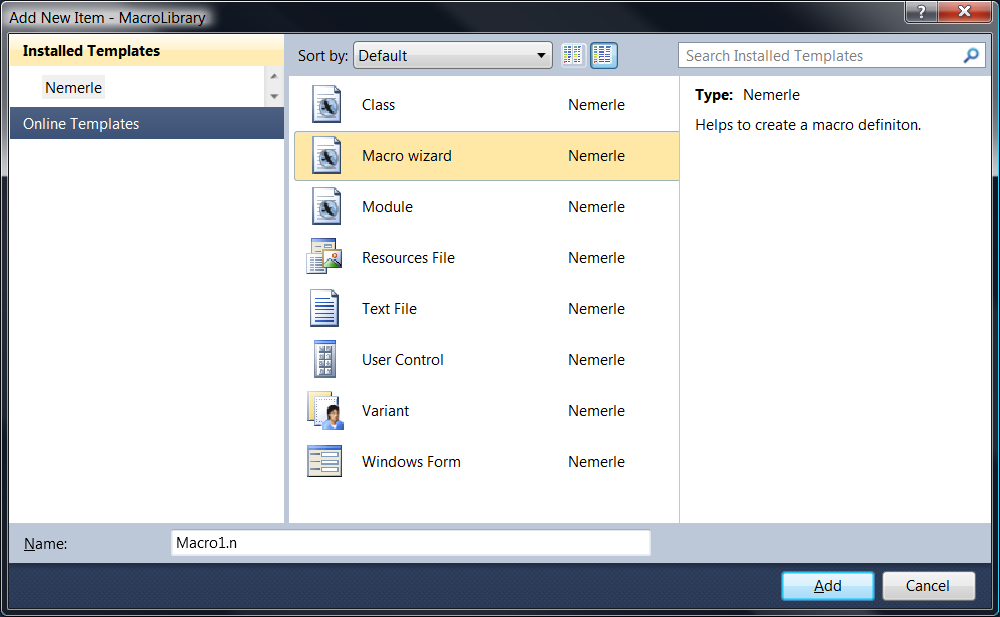 Add New Item - MacroLibrary
?
Installed Templates
Nemerle
Online Templates
Sort by: Default
Search Installed Templates
Class Nemerle
Macro wizard Nemerle
Module Nemerle
Resources File Nemerle
Text File Nemerle
User Control Nemerle
Variant Nemerle
Windows Form Nemerle
Type: Nemerle
Helps to create a macro definiton.
Name: Macro1.n
Add Cancel